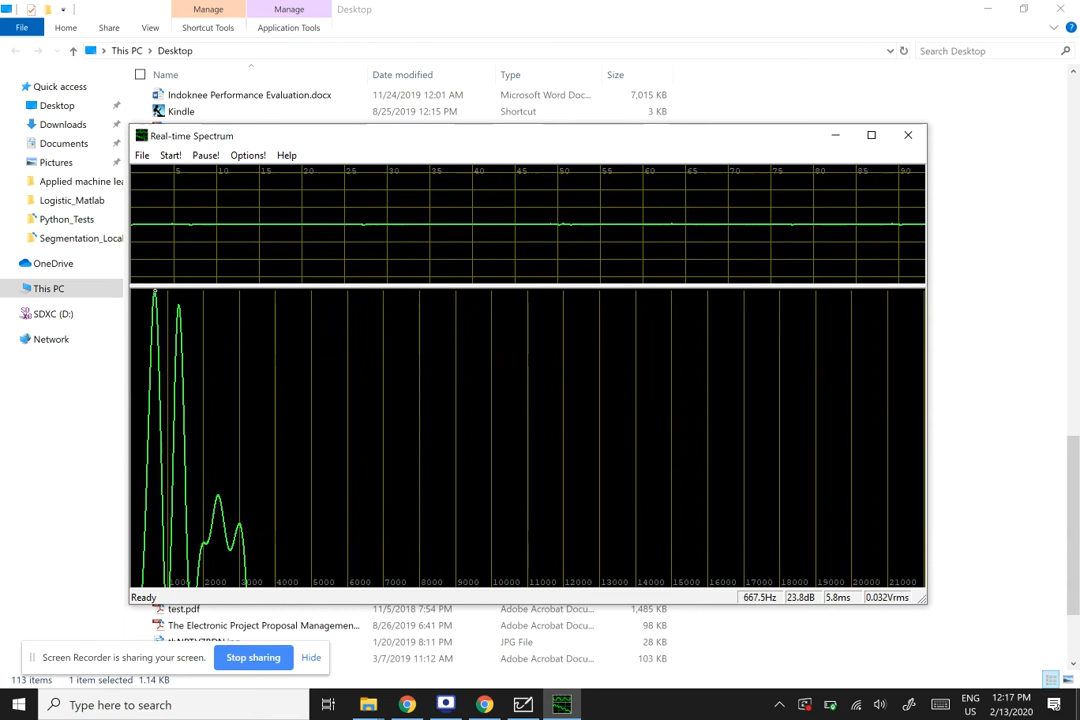 Manage Manage Desktop
File Home Share View Shortcut Tools Application Tools
This PC Desktop Search Desktop
Name Date modified Type Size
Quick access
Desktop
Downloads
Documents
Pictures
Applied machine lea
Logistic_Matlab
Python_Tests
Segmentation_Local
OneDrive
This PC
SDXC (D:)
Network
Indoknee Performance Evaluation.docx 11/24/2019 12:01 AM Microsoft Word Doc... 7,015 KB
Kindle 8/25/2019 12:15 PM Shortcut 3 KB
Real-time Spectrum
File Start! Pause! Options! Help
5 10 15 20 25 30 35 40 45 50 55 60 65 70 75 80 85 90
1000 2000 3000 4000 5000 6000 7000 8000 9000 10000 11000 12000 13000 14000 15000 16000 17000 18000 19000 20000 21000
Ready 667.5Hz 23.8dB 5.8ms 0.032Vrms
test.pdf 11/5/2018 7:54 PM Adobe Acrobat Docu... 1,485 KB
The Electronic Project Proposal Managemen... 8/26/2019 6:41 PM Adobe Acrobat Docu... 98 KB
1/20/2019 8:11 PM JPG File 28 KB
3/7/2019 11:12 AM Adobe Acrobat Docu... 103 KB
Screen Recorder is sharing your screen. Stop sharing Hide
113 items 1 item selected 1.14 KB
Type here to search
ENG 12:17 PM
US 2/13/2020